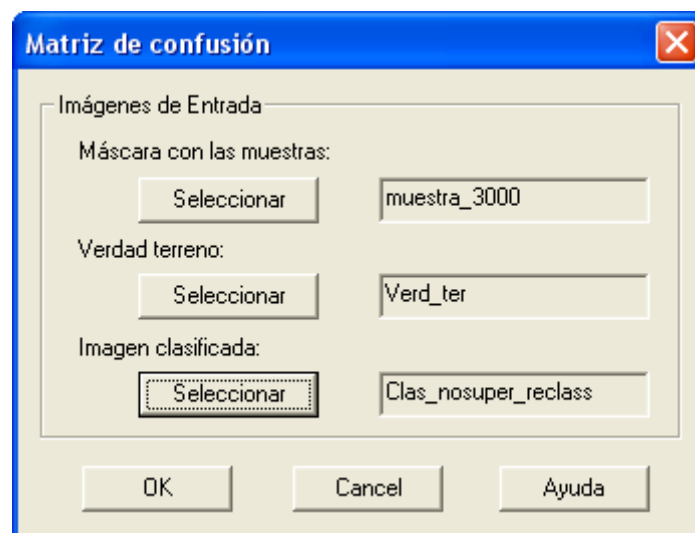 Matriz de confusión
Imágenes de Entrada
Máscara con las muestras:
Seleccionar muestra_3000
Verdad terreno:
Seleccionar Verd_ter
Imagen clasificada:
Seleccionar Clas_nosuper_reclass
OK Cancel Ayuda